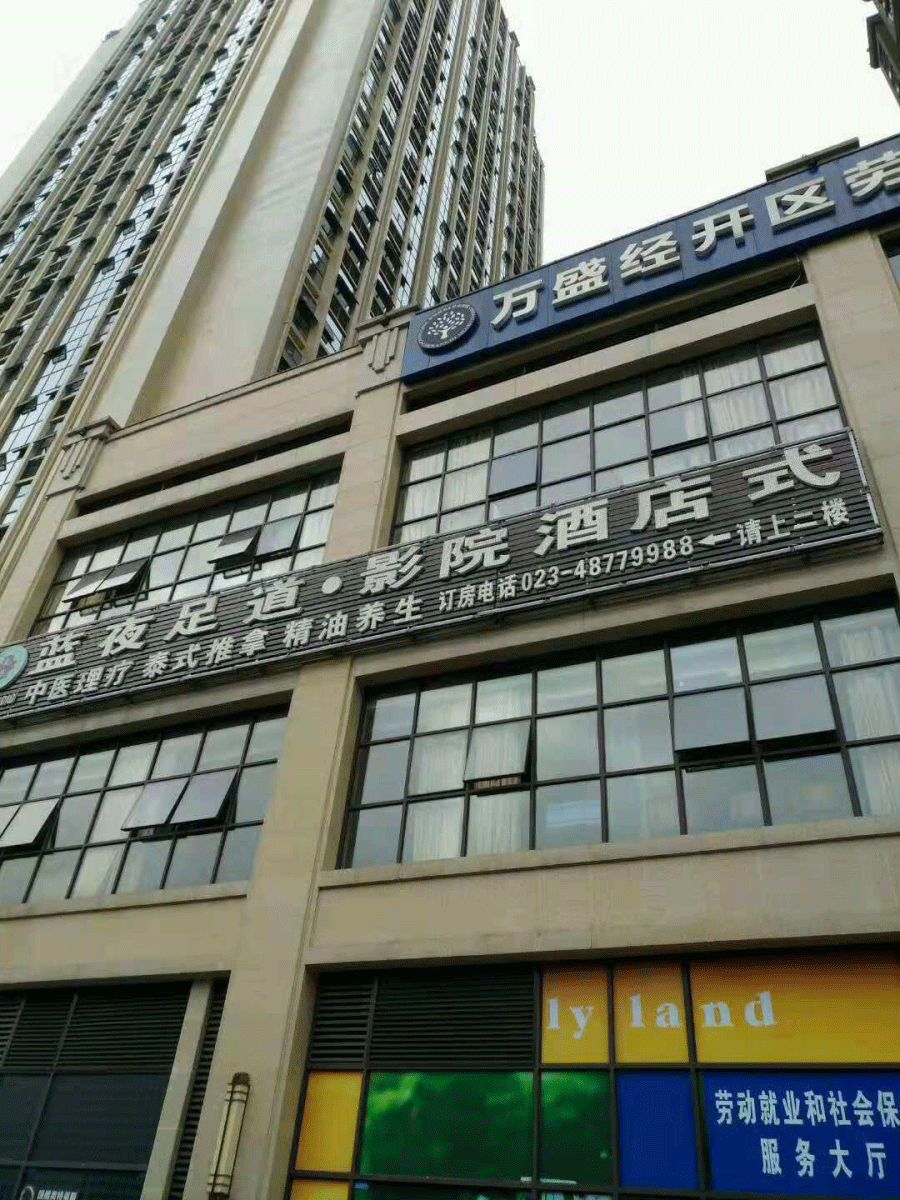 万盛经开区劳
蓝夜足道·影院酒店式
中医理疗 泰式推拿 精油养生 订房电话023-48779988←请上二楼
ly land
劳动就业和社会保
服务大厅